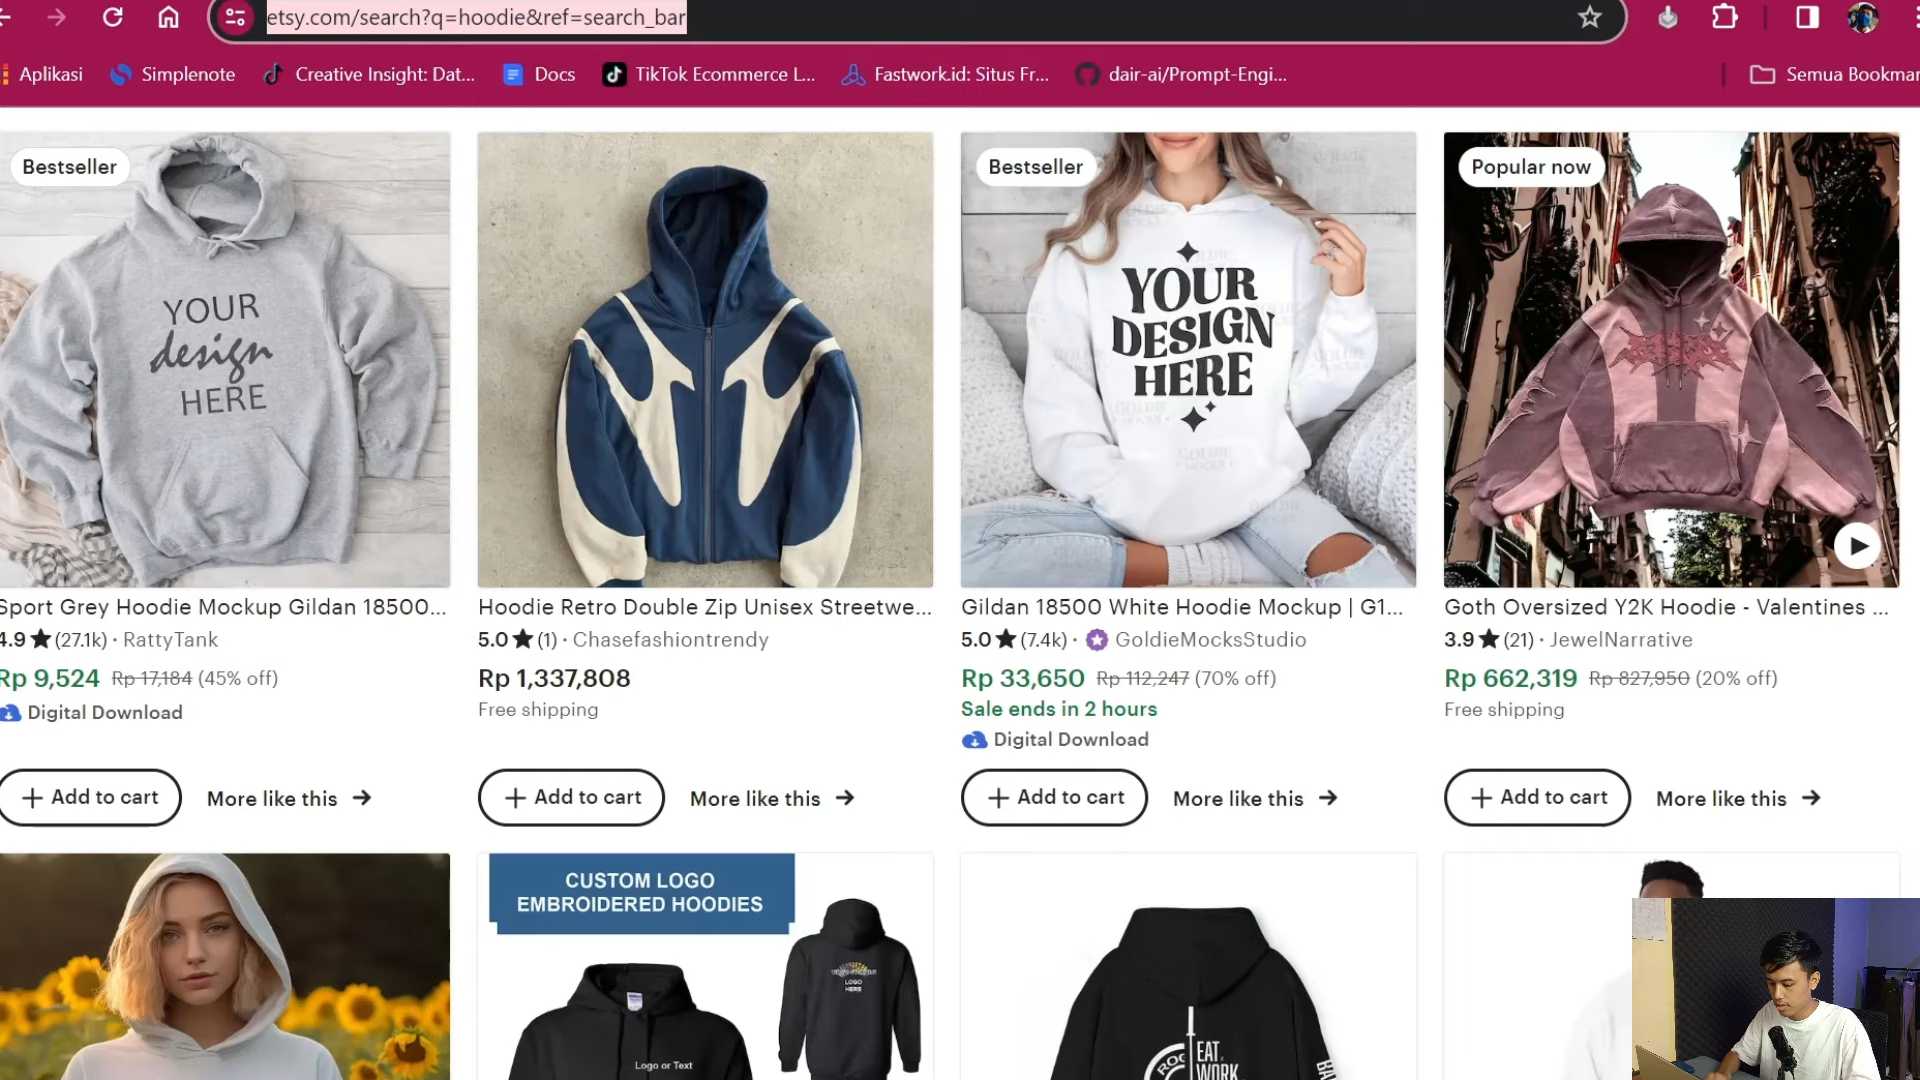 etsy.com/search?q=hoodie&ref=search_bar
Aplikasi
Simplenote
Creative Insight: Dat...
Docs
TikTok Ecommerce L...
Fastwork.id: Situs Fr...
dair-ai/Prompt-Engi...
Semua Bookmar
Bestseller
YOUR
design
HERE
Bestseller
YOUR
DESIGN
HERE
Popular now
Sport Grey Hoodie Mockup Gildan 18500...
4.9 ★ (27.1k) · RattyTank
Rp 9,524 Rp 17,184 (45% off)
Digital Download
+ Add to cart
More like this →
Hoodie Retro Double Zip Unisex Streetwe...
5.0 ★ (1) · Chasefashiontrendy
Rp 1,337,808
Free shipping
+ Add to cart
More like this →
Gildan 18500 White Hoodie Mockup | G1...
5.0 ★ (7.4k) · GoldieMocksStudio
Rp 33,650 Rp 112,247 (70% off)
Sale ends in 2 hours
Digital Download
+ Add to cart
More like this →
Goth Oversized Y2K Hoodie - Valentines ...
3.9 ★ (21) · JewelNarrative
Rp 662,319 Rp 827,950 (20% off)
Free shipping
+ Add to cart
More like this →
CUSTOM LOGO
EMBROIDERED HOODIES
LOGO
HERE
Logo or Text
EAT
WORK